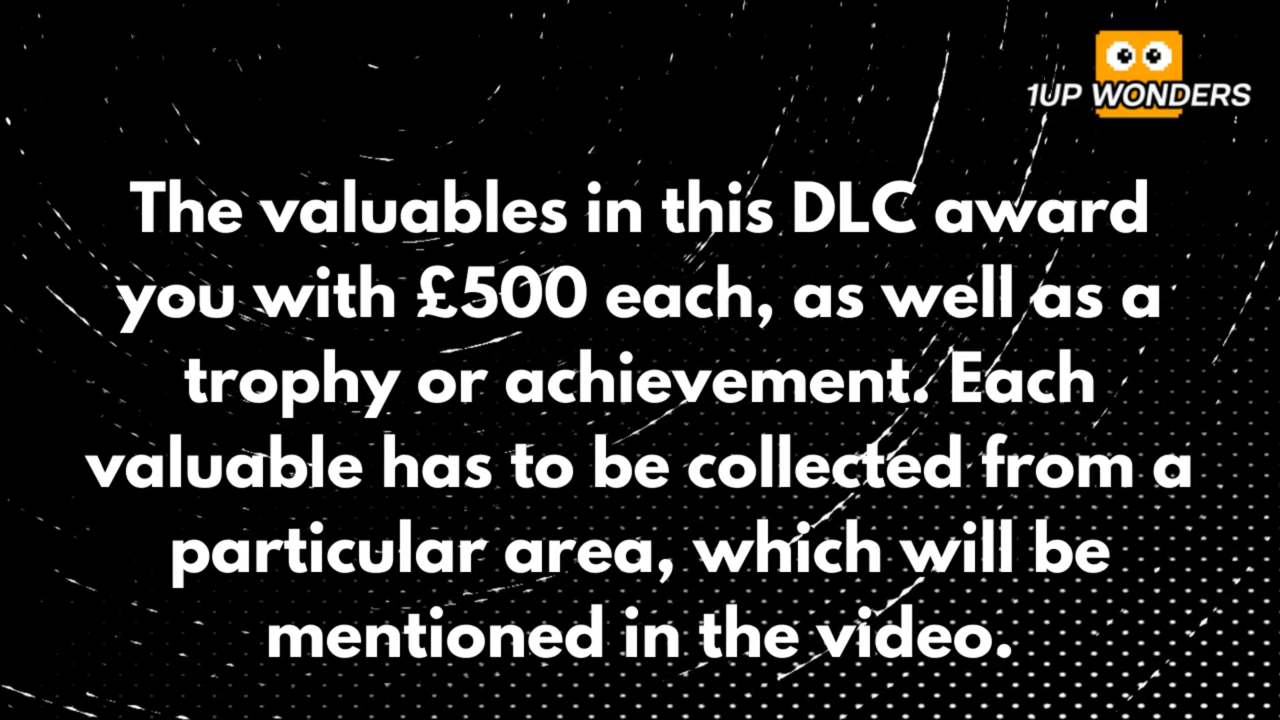 1UP WONDERS
The valuables in this DLC award
you with £500 each, as well as a
trophy or achievement. Each
valuable has to be collected from a
particular area, which will be
mentioned in the video.